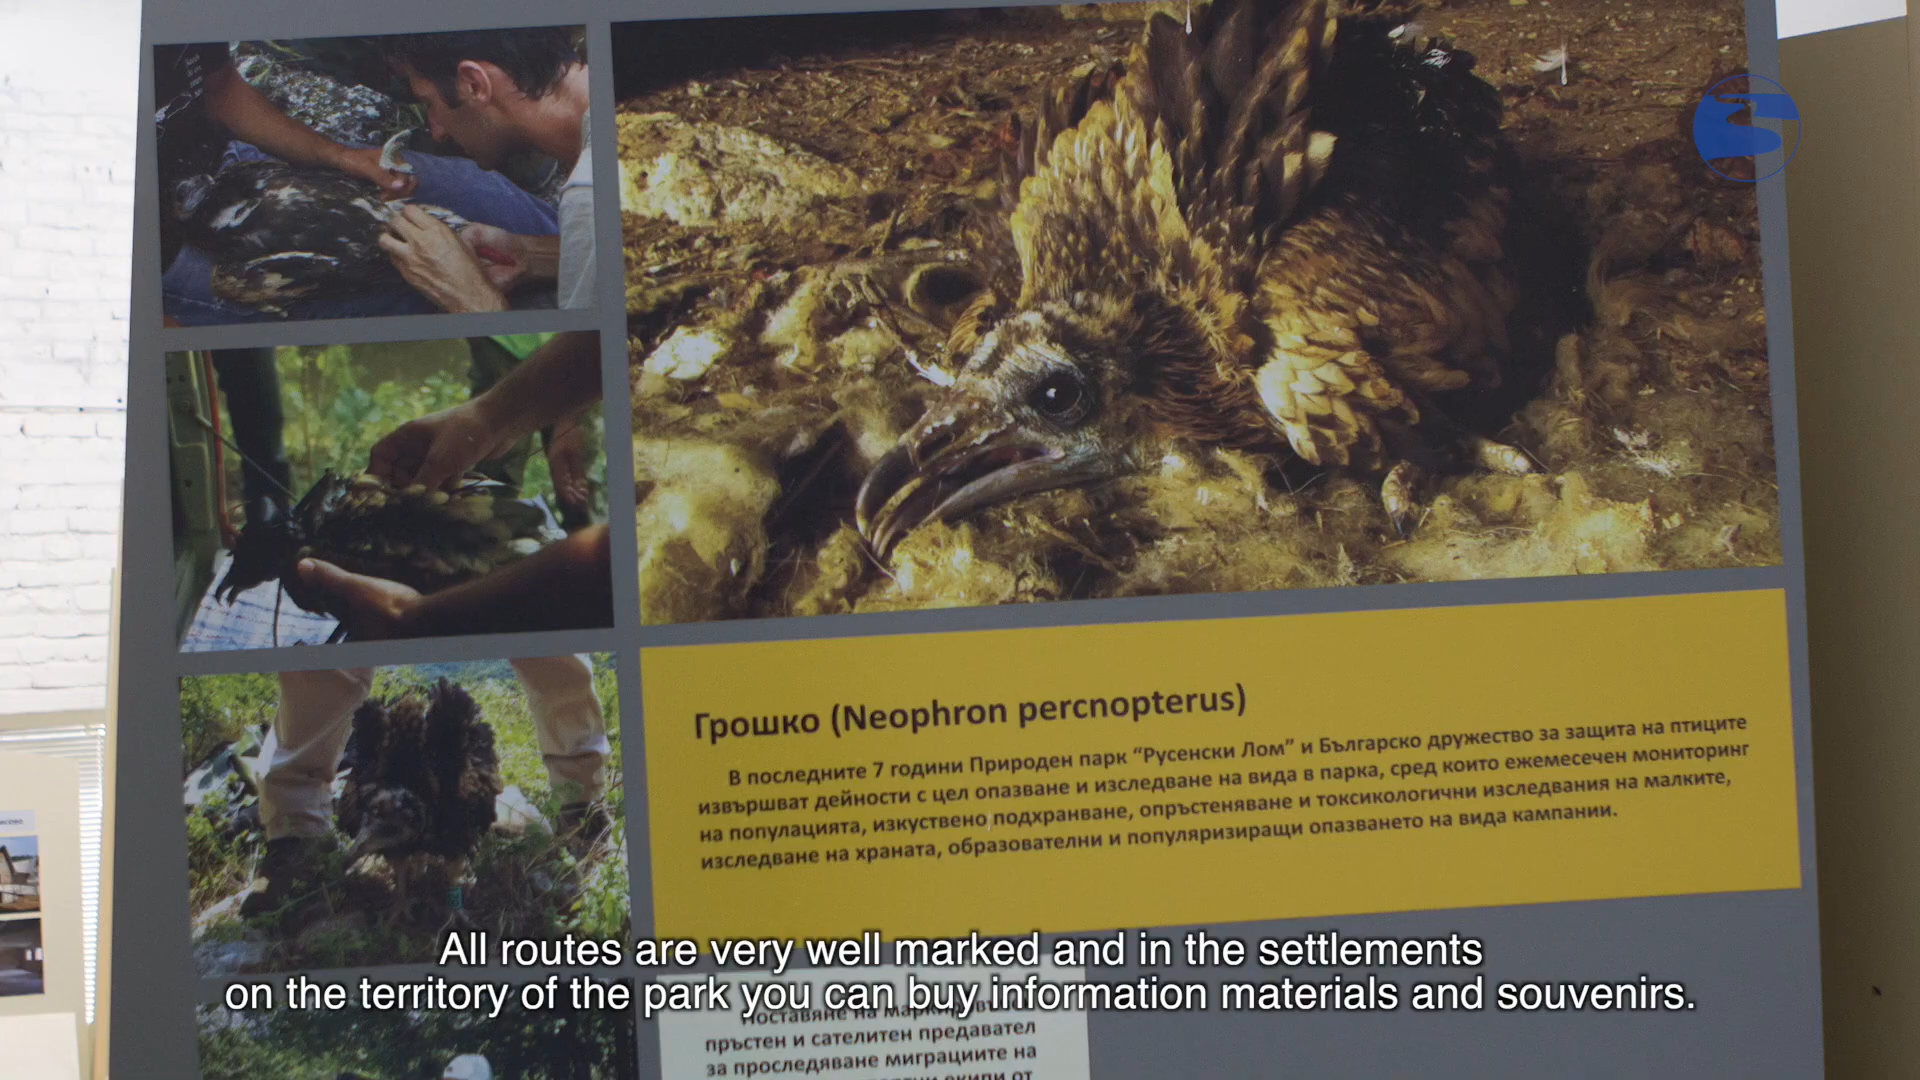 Грошко (Neophron percnopterus)
В последните 7 години Природен парк “Русенски Лом” и Българско дружество за защита на птиците
извършват дейности с цел опазване и изследване на вида в парка, сред които ежемесечен мониторинг
на популацията, изкуствено подхранване, опръстеняване и токсикологични изследвания на малките,
изследване на храната, образователни и популяризиращи опазването на вида кампании.
All routes are very well marked and in the settlements
on the territory of the park you can buy information materials and souvenirs.
Поставяне на
пръстен и сателитен предавател
за проследяване миграциите на
екипи от